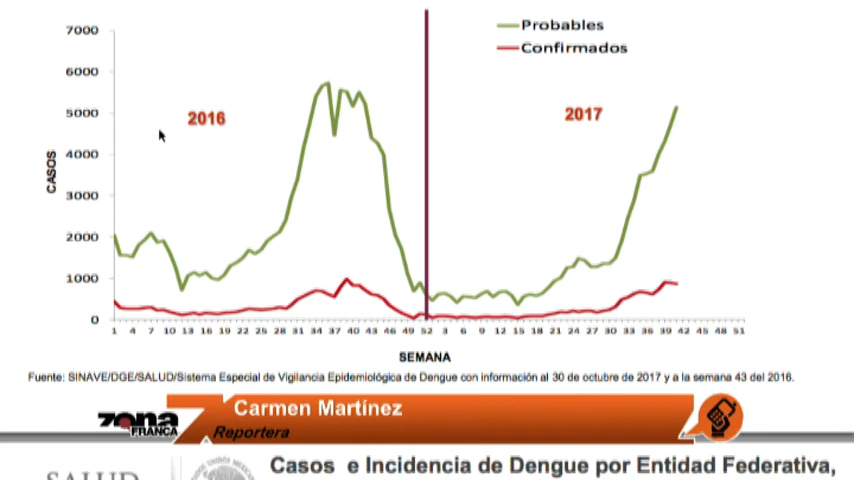 7000
6000
5000
4000
3000
2000
1000
0
CASOS
Probables
Confirmados
2016
2017
1 4 7 10 13 16 19 22 25 28 31 34 37 40 43 46 49 52 3 6 9 12 15 18 21 24 27 30 33 36 39 42 45 48 51
SEMANA
Fuente: SINAVE/DGE/SALUD/Sistema Especial de Vigilancia Epidemiológica de Dengue con información al 30 de octubre de 2017 y a la semana 43 del 2016.
zona
FRANCA
Carmen Martínez
Reportera
SALUD
Casos e Incidencia de Dengue por Entidad Federativa,